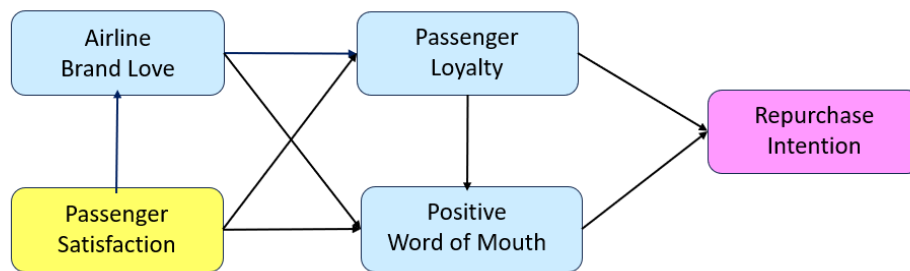 Airline
Brand Love
Passenger
Loyalty
Repurchase
Intention
Passenger
Satisfaction
Positive
Word of Mouth